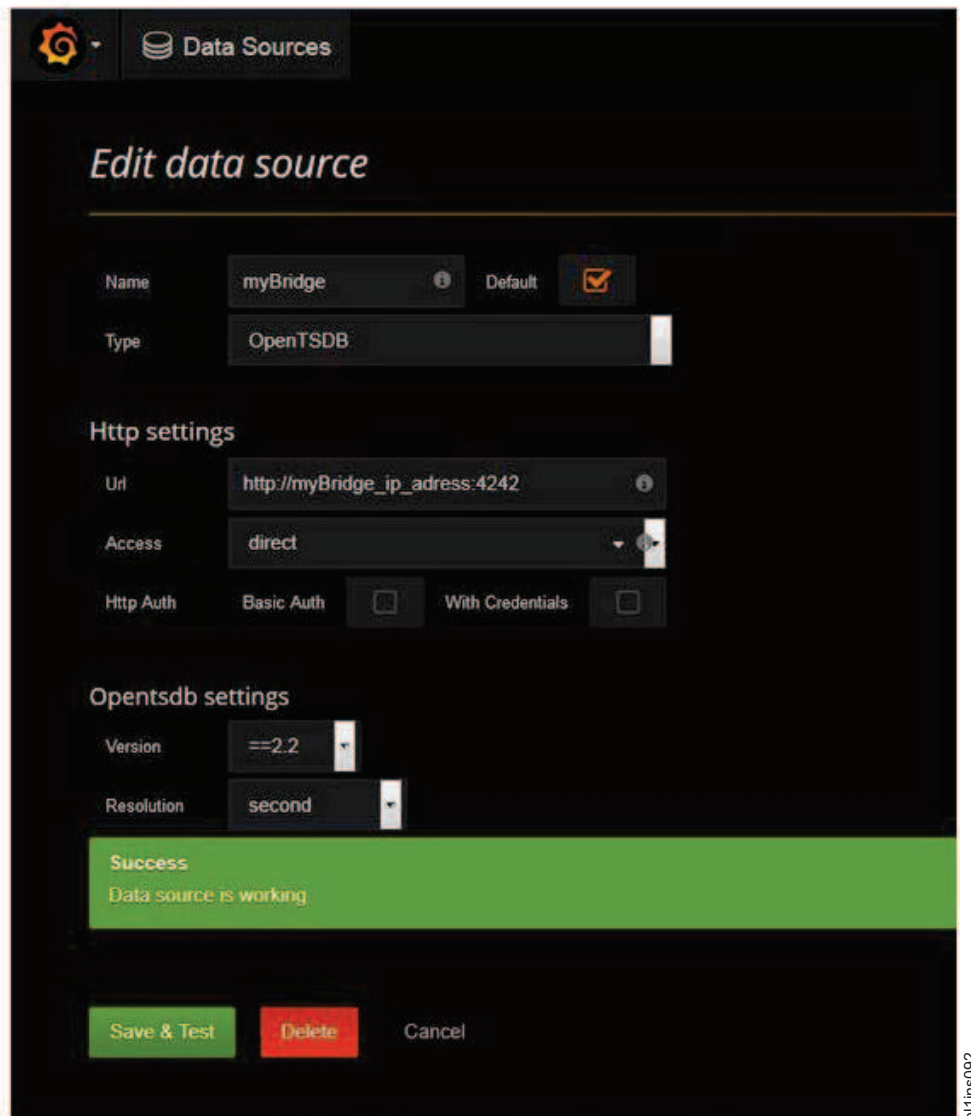 Data Sources
Edit data source
Name myBridge Default
Type OpenTSDB
Http settings
Url http://myBridge_ip_adress:4242
Access direct
Http Auth Basic Auth With Credentials
Opentsdb settings
Version ==2.2
Resolution second
Success
Data source is working
Save & Test Delete Cancel